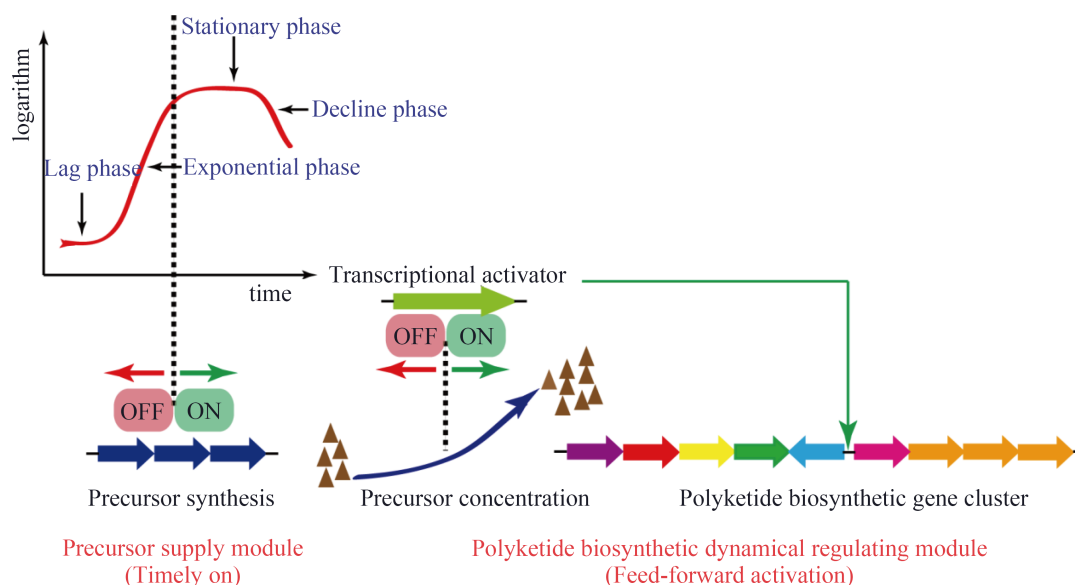 Stationary phase
logarithm
Decline phase
Lag phase
Exponential phase
time
Transcriptional activator
OFF
ON
OFF
ON
Precursor synthesis
Precursor concentration
Polyketide biosynthetic gene cluster
Precursor supply module
(Timely on)
Polyketide biosynthetic dynamical regulating module
(Feed-forward activation)